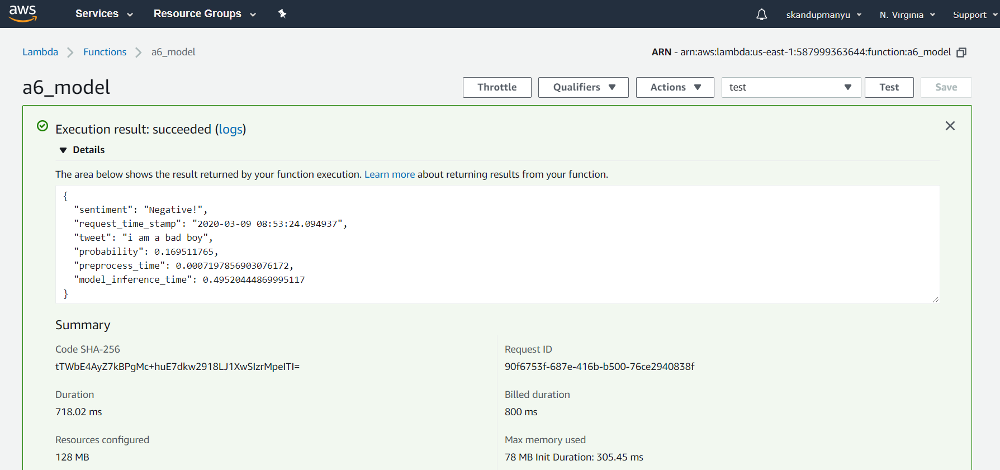 aws Services Resource Groups skandupmanyu N. Virginia Support
Lambda Functions a6_model ARN - arn:aws:lambda:us-east-1:587999363644:function:a6_model
a6_model Throttle Qualifiers Actions test Test Save
Execution result: succeeded (logs)
Details
The area below shows the result returned by your function execution. Learn more about returning results from your function.
{
"sentiment": "Negative!",
"request_time_stamp": "2020-03-09 08:53:24.094937",
"tweet": "i am a bad boy",
"probability": 0.169511765,
"preprocess_time": 0.0007197856903076172,
"model_inference_time": 0.49520444869995117
}
Summary
Code SHA-256 Request ID
tTWbE4AyZ7kBPgMc+huE7dkw2918LJ1XwSIzrMpeITI= 90f6753f-687e-416b-b500-76ce2940838f
Duration Billed duration
718.02 ms 800 ms
Resources configured Max memory used
128 MB 78 MB Init Duration: 305.45 ms